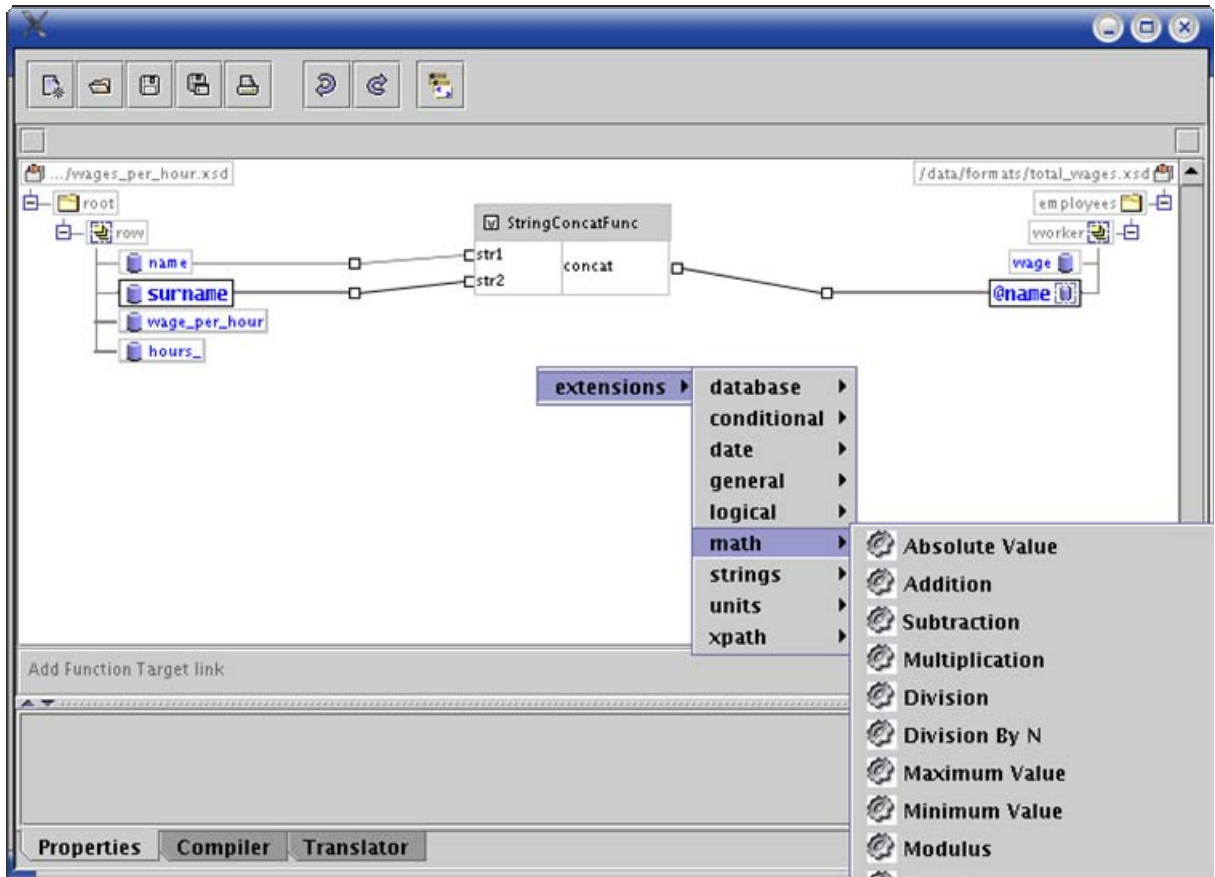 .../wages_per_hour.xsd
/data/formats/total_wages.xsd
root
employees
row
StringConcatFunc
worker
name
str1
concat
wage
surname
str2
@name
wage_per_hour
hours_
extensions
database
conditional
date
general
logical
math
strings
units
xpath
Absolute Value
Addition
Subtraction
Multiplication
Division
Division By N
Maximum Value
Minimum Value
Modulus
Add Function Target link
Properties
Compiler
Translator